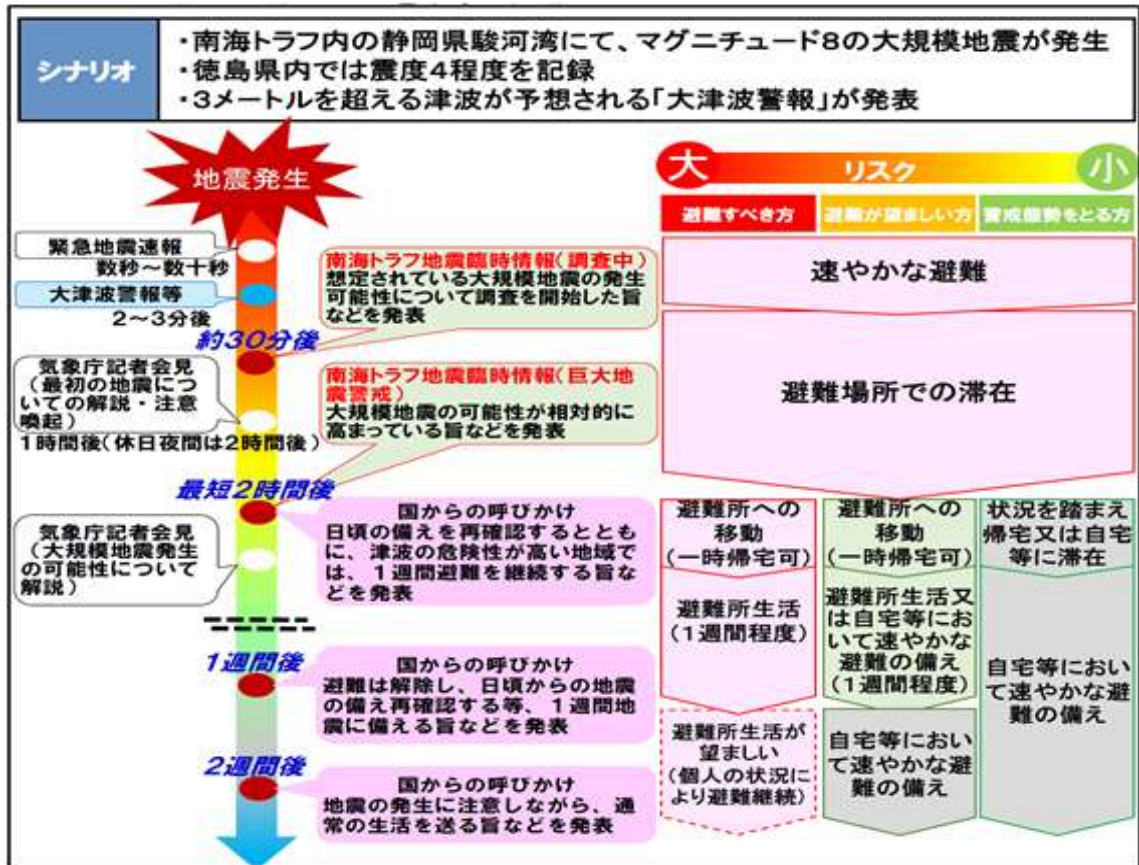 シナリオ
・南海トラフ内の静岡県駿河湾にて、マグニチュード8の大規模地震が発生
・徳島県内では震度4程度を記録
・3メートルを超える津波が予想される「大津波警報」が発表
地震発生
大
リスク
小
避難すべき方
避難が望ましい方
警戒態勢をとる方
緊急地震速報
数秒～数十秒
大津波警報等
2～3分後
約30分後
南海トラフ地震臨時情報(調査中)
想定されている大規模地震の発生
可能性について調査を開始した旨
などを発表
速やかな避難
気象庁記者会見
(最初の地震につ
いての解説・注意
喚起)
1時間後(休日夜間は2時間後)
南海トラフ地震臨時情報(巨大地
震警戒)
大規模地震の可能性が相対的に
高まっている旨などを発表
避難場所での滞在
最短2時間後
気象庁記者会見
(大規模地震発生
の可能性について
解説)
国からの呼びかけ
日頃の備えを再確認するととも
に、津波の危険性が高い地域で
は、1週間避難を継続する旨な
どを発表
避難所への
移動
(一時帰宅可)
避難所への
移動
(一時帰宅可)
状況を踏まえ
帰宅又は自宅
等に滞在
避難所生活
(1週間程度)
避難所生活又
は自宅等にお
いて速やかな
避難の備え
(1週間程度)
自宅等におい
て速やかな避
難の備え
1週間後
国からの呼びかけ
避難は解除し、日頃からの地震
の備え再確認する等、1週間地
震に備える旨などを発表
避難所生活が
望ましい
(個人の状況に
より避難継続)
自宅等におい
て速やかな避
難の備え
2週間後
国からの呼びかけ
地震の発生に注意しながら、通
常の生活を送る旨などを発表